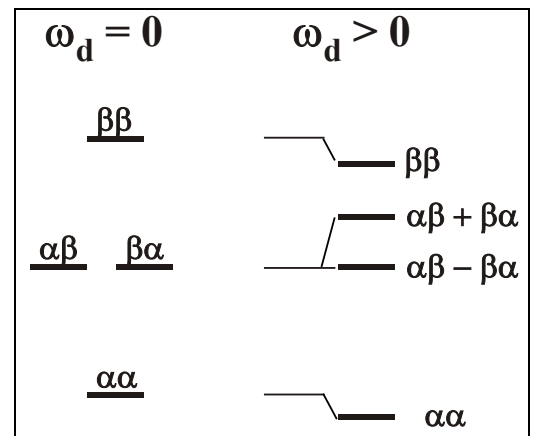 ωd = 0 ωd > 0
ββ
ββ
αβ + βα
αβ βα
αβ − βα
αα
αα